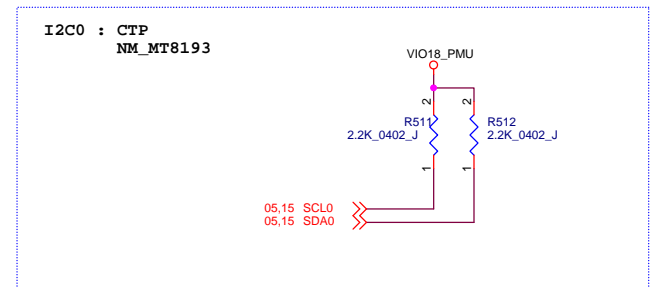 I2C0 : CTP
NM_MT8193
VIO18_PMU
2
2
R511
2.2K_0402_J
R512
2.2K_0402_J
1
1
05,15 SCL0
05,15 SDA0